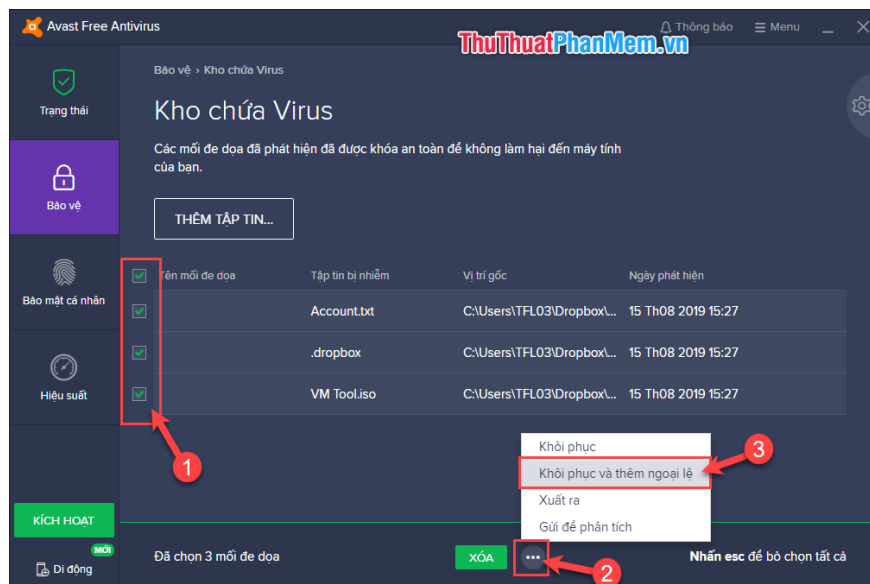 Avast Free Antivirus
ThuThuatPhanMem.vn
Thông báo
Menu
Trạng thái
Bảo vệ
Bảo mật cá nhân
Hiệu suất
KÍCH HOẠT
MỚI
Di động
Bảo vệ › Kho chứa Virus
Kho chứa Virus
Các mối đe dọa đã phát hiện đã được khóa an toàn để không làm hại đến máy tính
của bạn.
THÊM TẬP TIN...
Tên mối đe dọa Tập tin bị nhiễm Vị trí gốc Ngày phát hiện
Account.txt C:\Users\TFL03\Dropbox\... 15 Th08 2019 15:27
.dropbox C:\Users\TFL03\Dropbox\... 15 Th08 2019 15:27
VM Tool.iso C:\Users\TFL03\Dropbox\... 15 Th08 2019 15:27
1
Khôi phục
Khôi phục và thêm ngoại lệ
3
Xuất ra
Gửi để phân tích
Đã chọn 3 mối đe dọa
XÓA
...
2
Nhấn esc để bỏ chọn tất cả